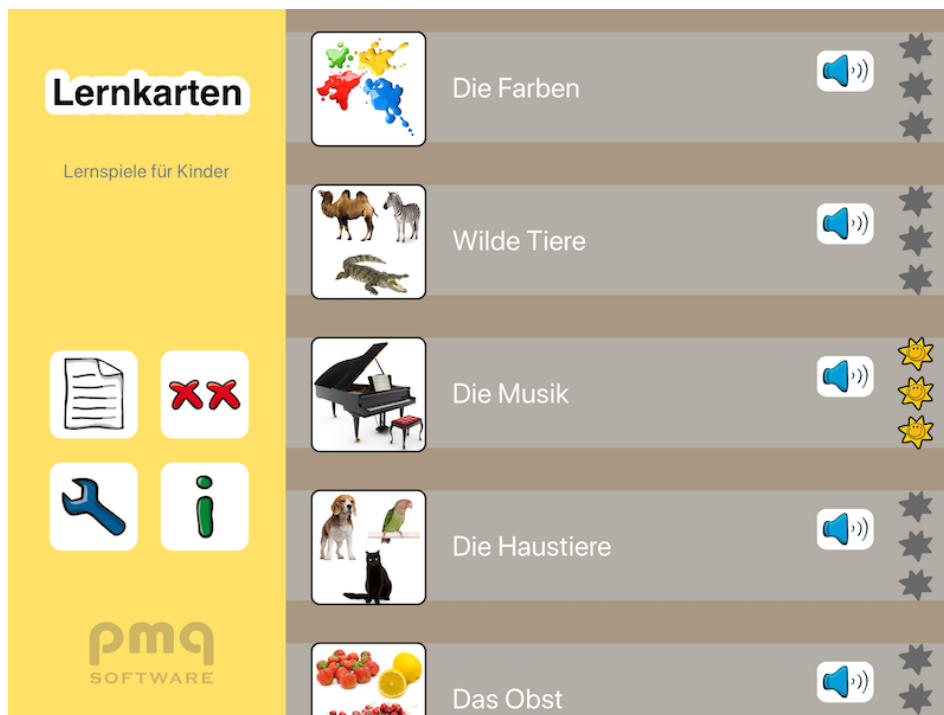 Lernkarten
Lernspiele für Kinder
pmq
SOFTWARE
Die Farben
Wilde Tiere
Die Musik
Die Haustiere
Das Obst